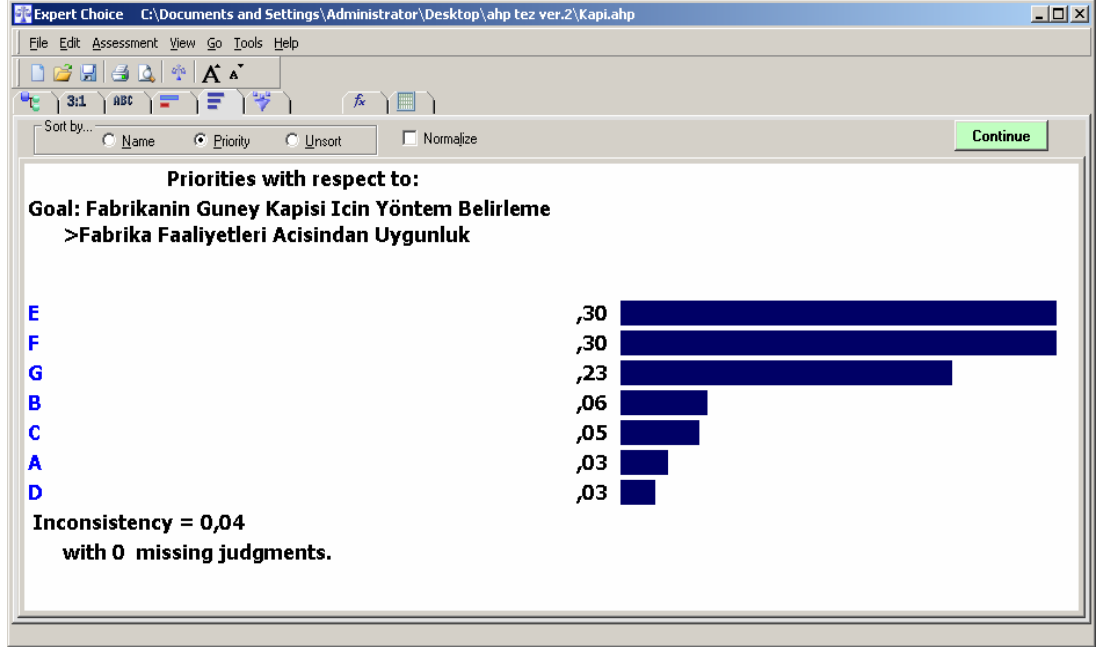 Expert Choice C:\Documents and Settings\Administrator\Desktop\ahp tez ver.2\Kapi.ahp
File Edit Assessment View Go Tools Help
A A
3:1 ABC fx
Sort by... Name Priority Unsort Normalize Continue
Priorities with respect to:
Goal: Fabrikanin Guney Kapisi Icin Yöntem Belirleme
>Fabrika Faaliyetleri Acisindan Uygunluk
E ,30
F ,30
G ,23
B ,06
C ,05
A ,03
D ,03
Inconsistency = 0,04
with 0 missing judgments.